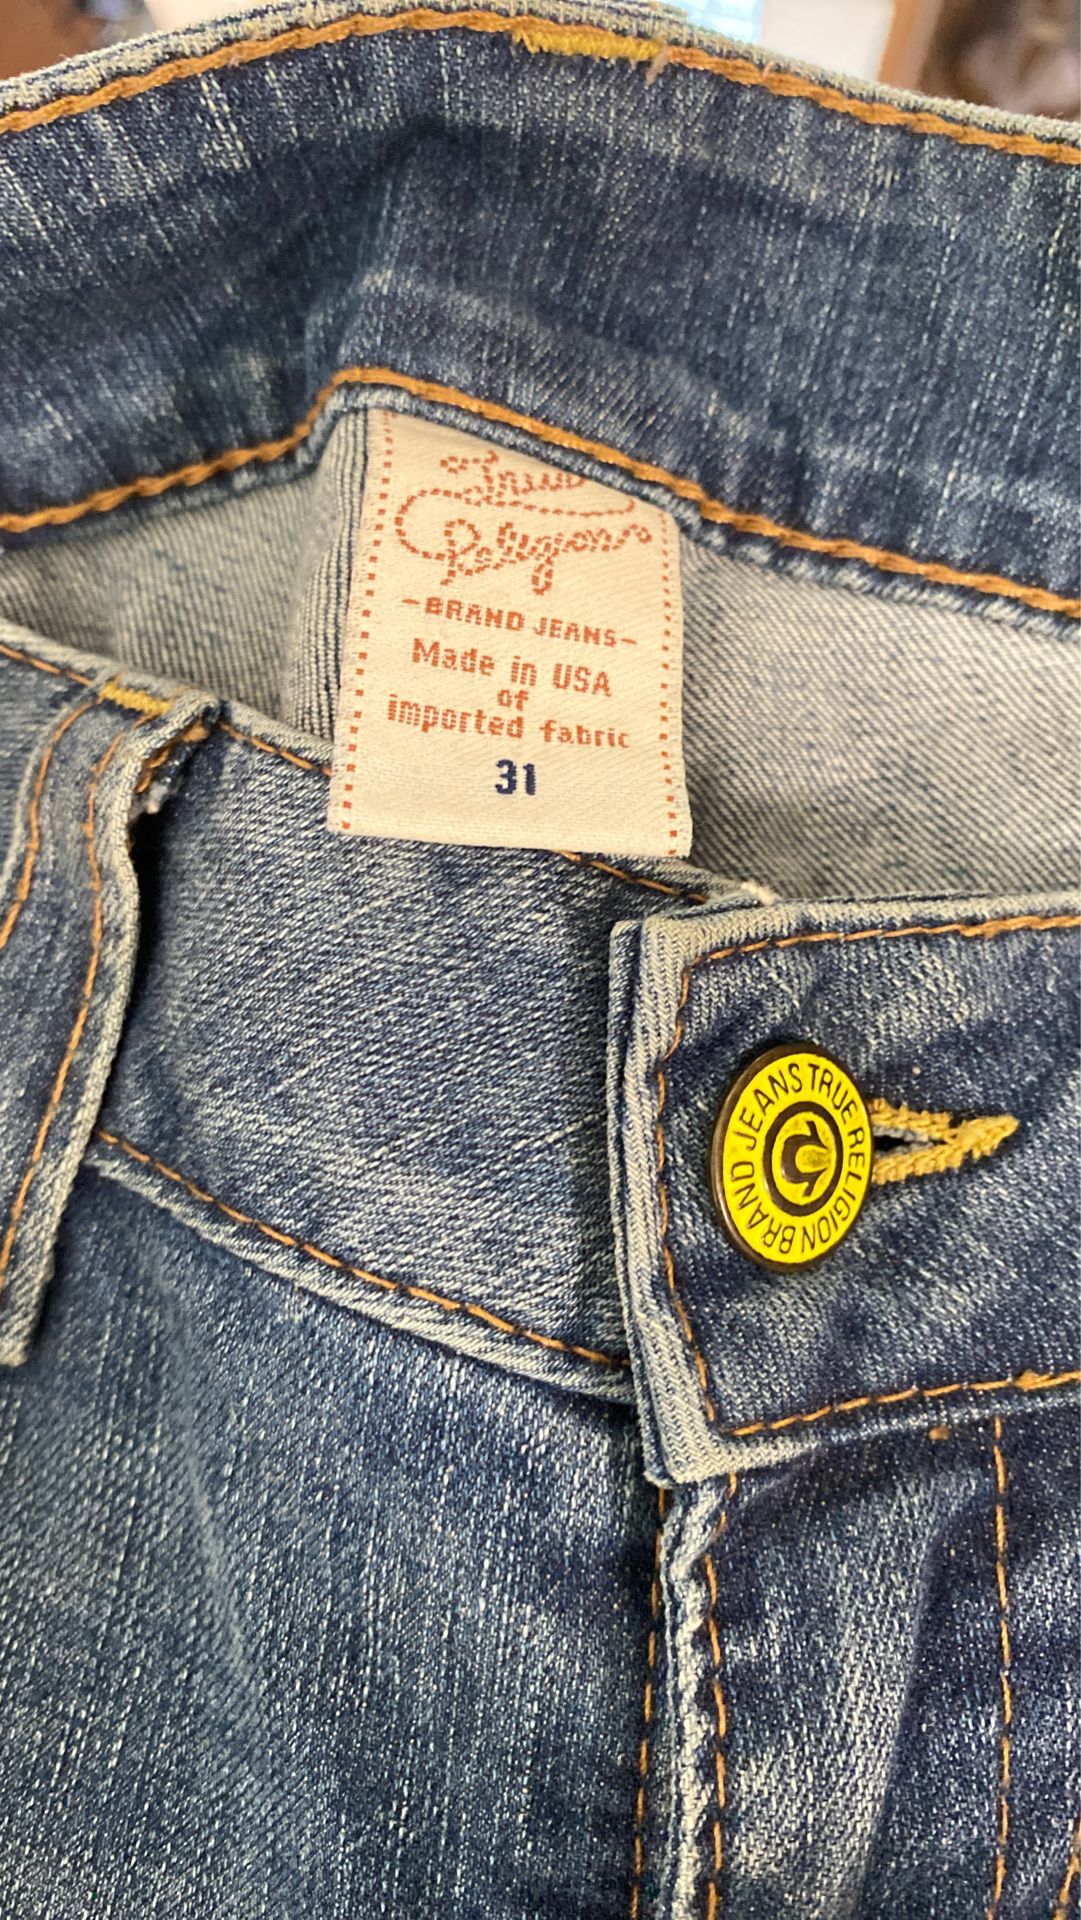 True
Religion
-BRAND JEANS-
Made in USA
of
imported fabric
31
TRUE RELIGION BRAND JEANS